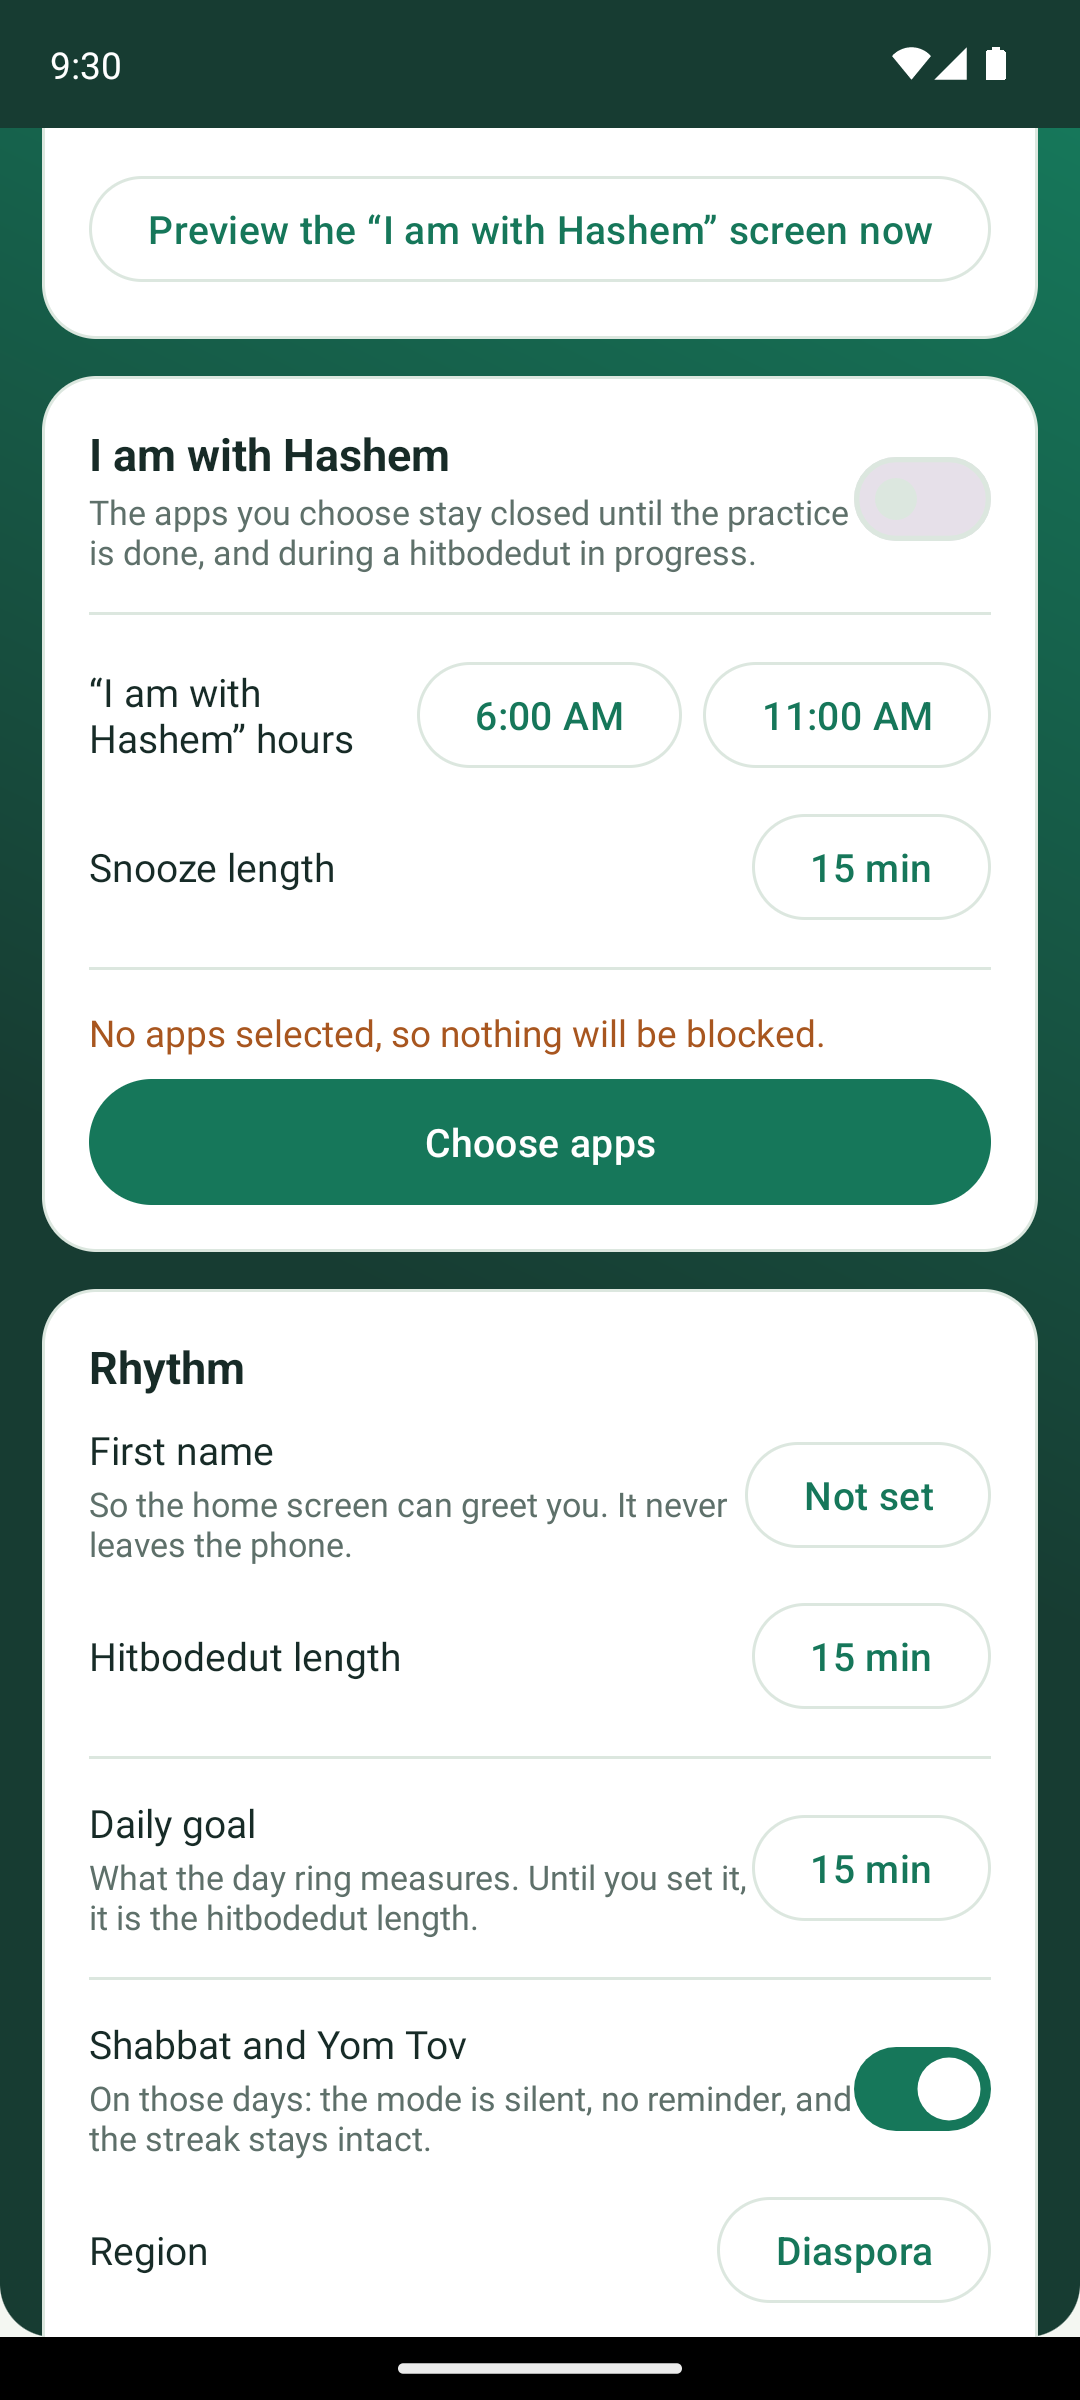 9:30
Preview the “I am with Hashem” screen now
I am with Hashem
The apps you choose stay closed until the practice
is done, and during a hitbodedut in progress.
“I am with
Hashem” hours
6:00 AM
11:00 AM
Snooze length
15 min
No apps selected, so nothing will be blocked.
Choose apps
Rhythm
First name
So the home screen can greet you. It never
leaves the phone.
Not set
Hitbodedut length
15 min
Daily goal
What the day ring measures. Until you set it,
it is the hitbodedut length.
15 min
Shabbat and Yom Tov
On those days: the mode is silent, no reminder, and
the streak stays intact.
Region
Diaspora